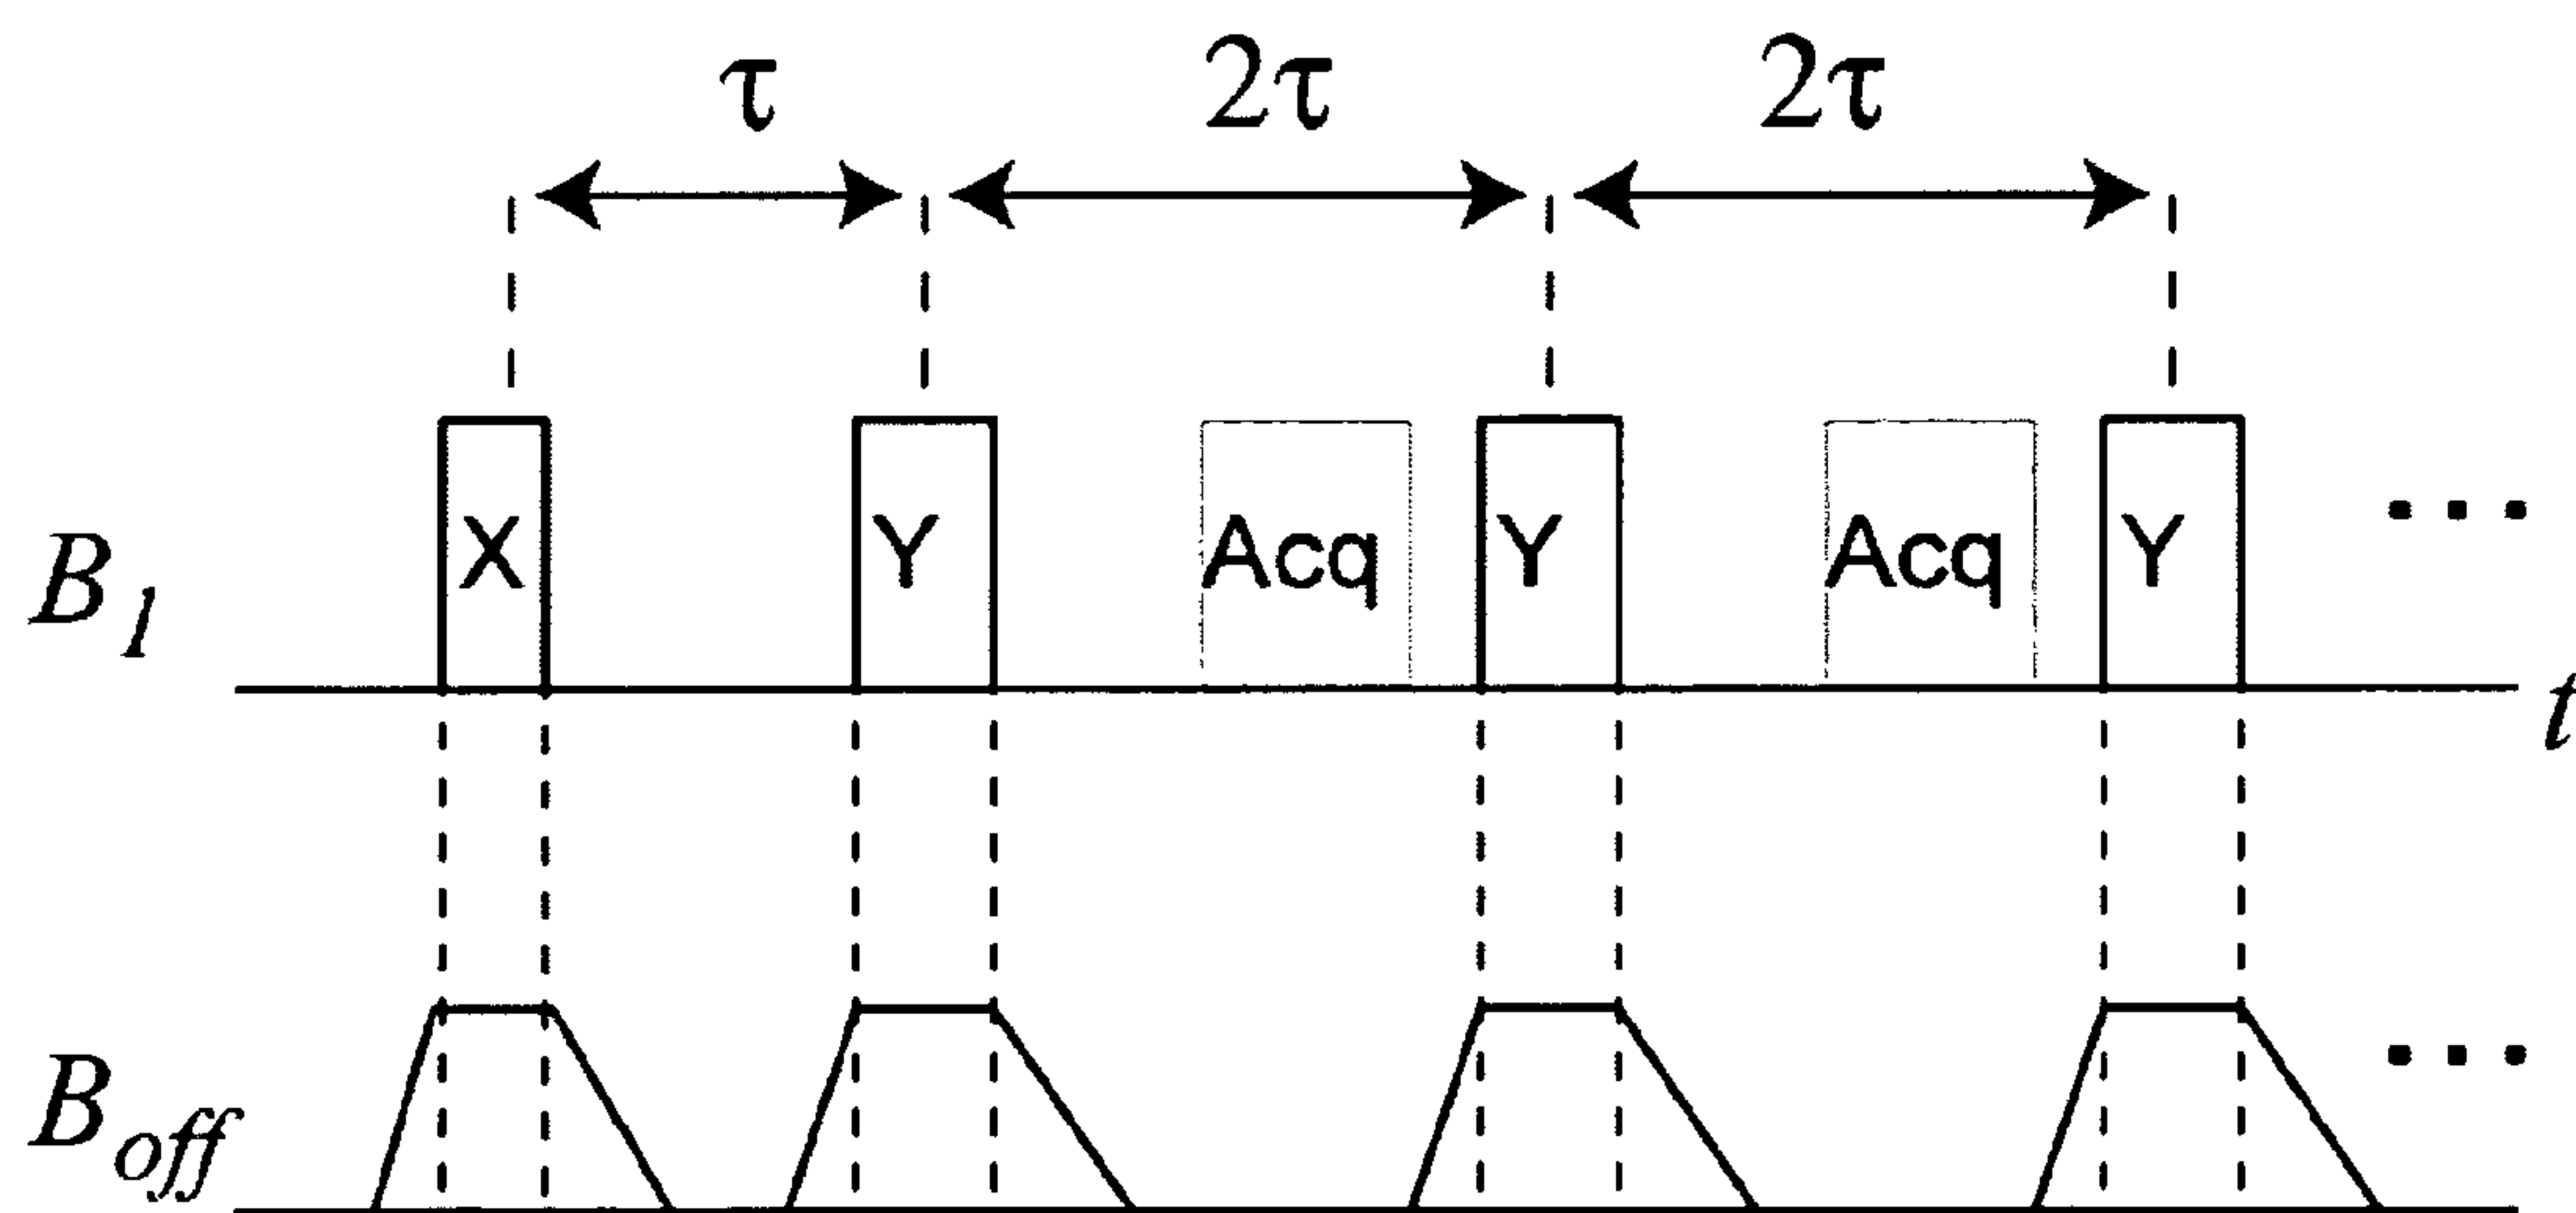 τ 2τ 2τ
B1 X Y Acq Y Acq Y ...
t
Boff ...